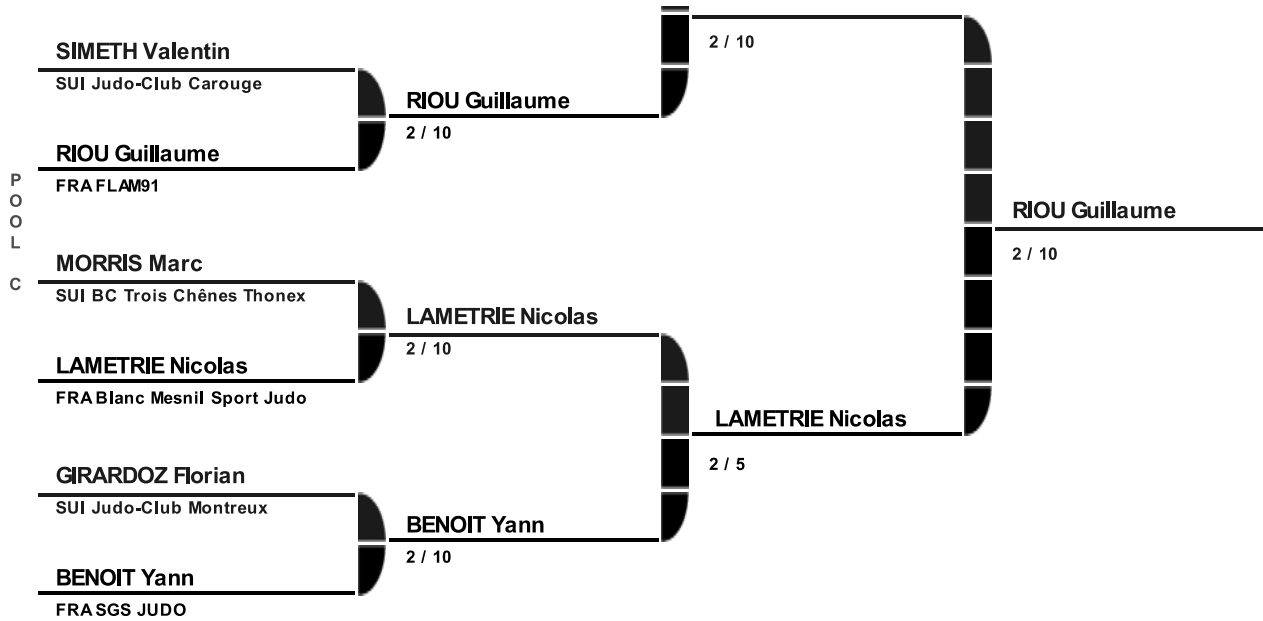 SIMETH Valentin
SUI Judo-Club Carouge
RIOU Guillaume
FRA FLAM91
RIOU Guillaume
2 / 10
2 / 10
POOL C
MORRIS Marc
SUI BC Trois Chênes Thonex
LAMETRIE Nicolas
FRA Blanc Mesnil Sport Judo
LAMETRIE Nicolas
2 / 10
GIRARDOZ Florian
SUI Judo-Club Montreux
BENOIT Yann
FRA SGS JUDO
BENOIT Yann
2 / 10
LAMETRIE Nicolas
2 / 5
RIOU Guillaume
2 / 10